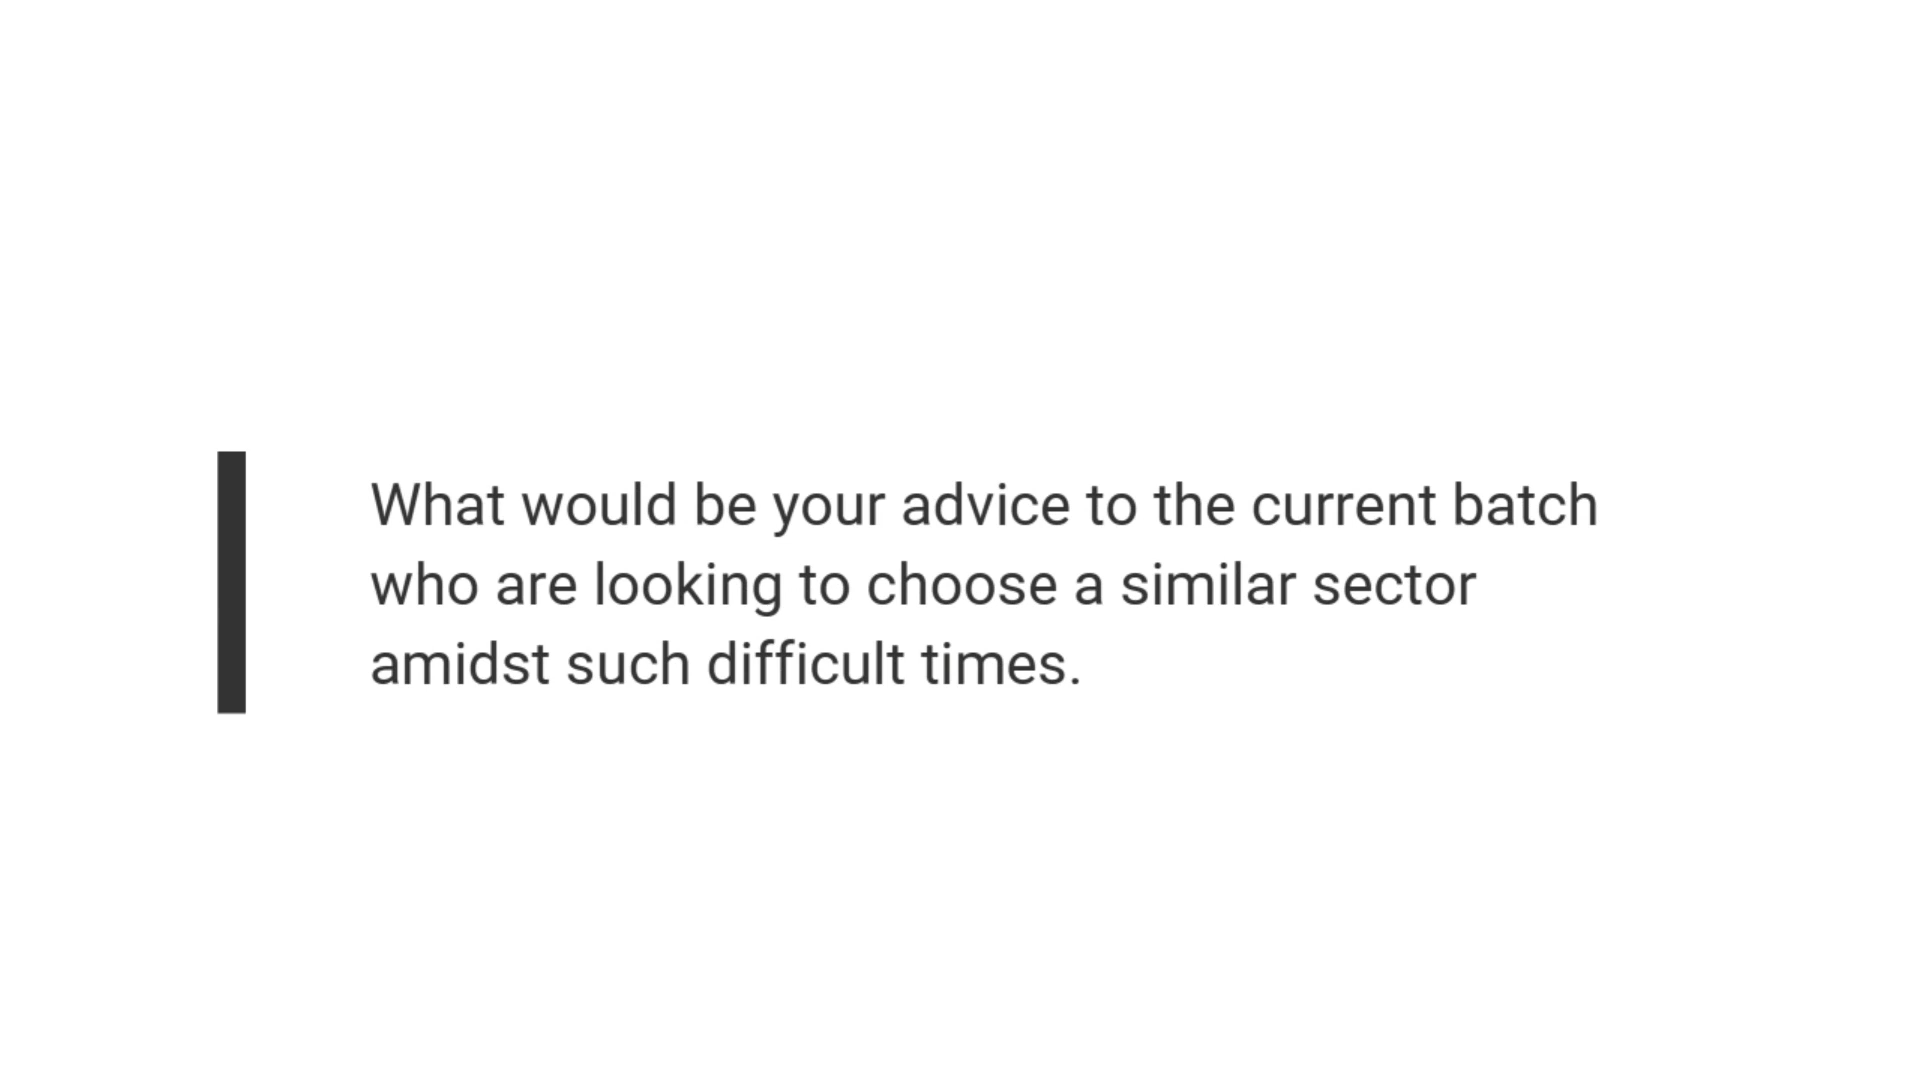 What would be your advice to the current batch
who are looking to choose a similar sector
amidst such difficult times.